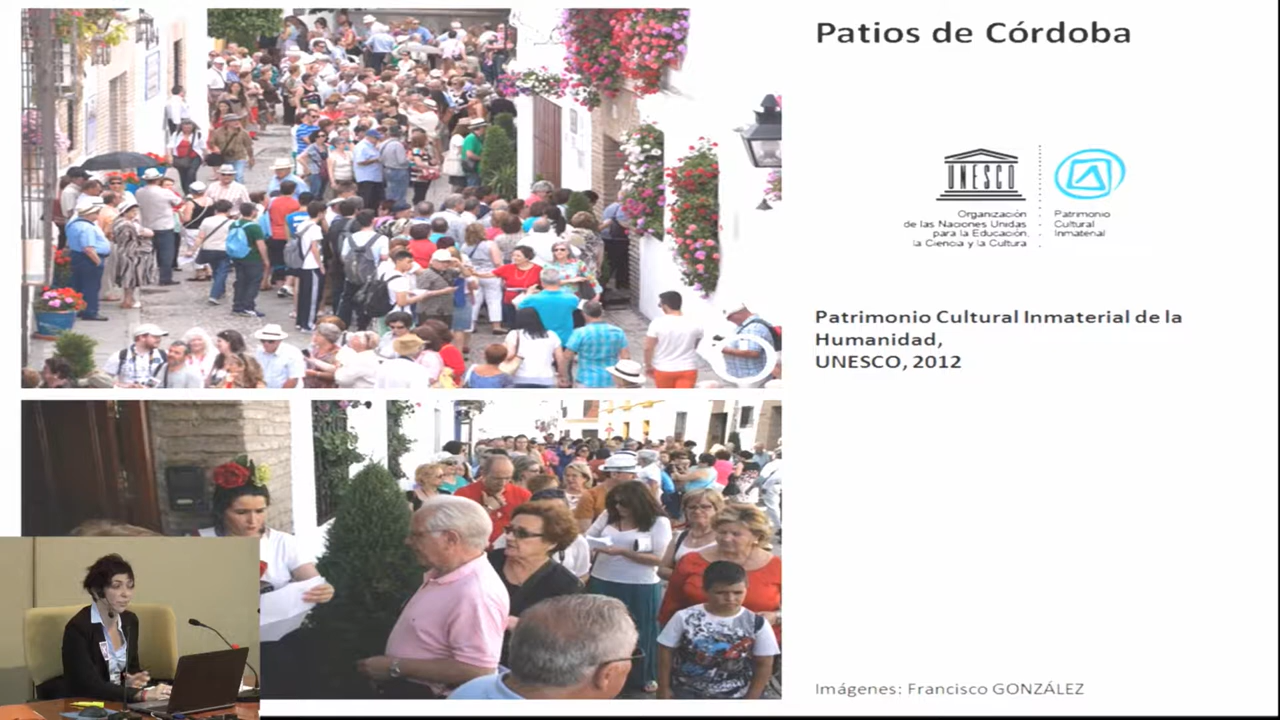 Patios de Córdoba
UNESCO
Organización
de las Naciones Unidas
para la Educación,
la Ciencia y la Cultura
Patrimonio
Cultural
Inmaterial
Patrimonio Cultural Inmaterial de la
Humanidad,
UNESCO, 2012
Imágenes: Francisco GONZÁLEZ